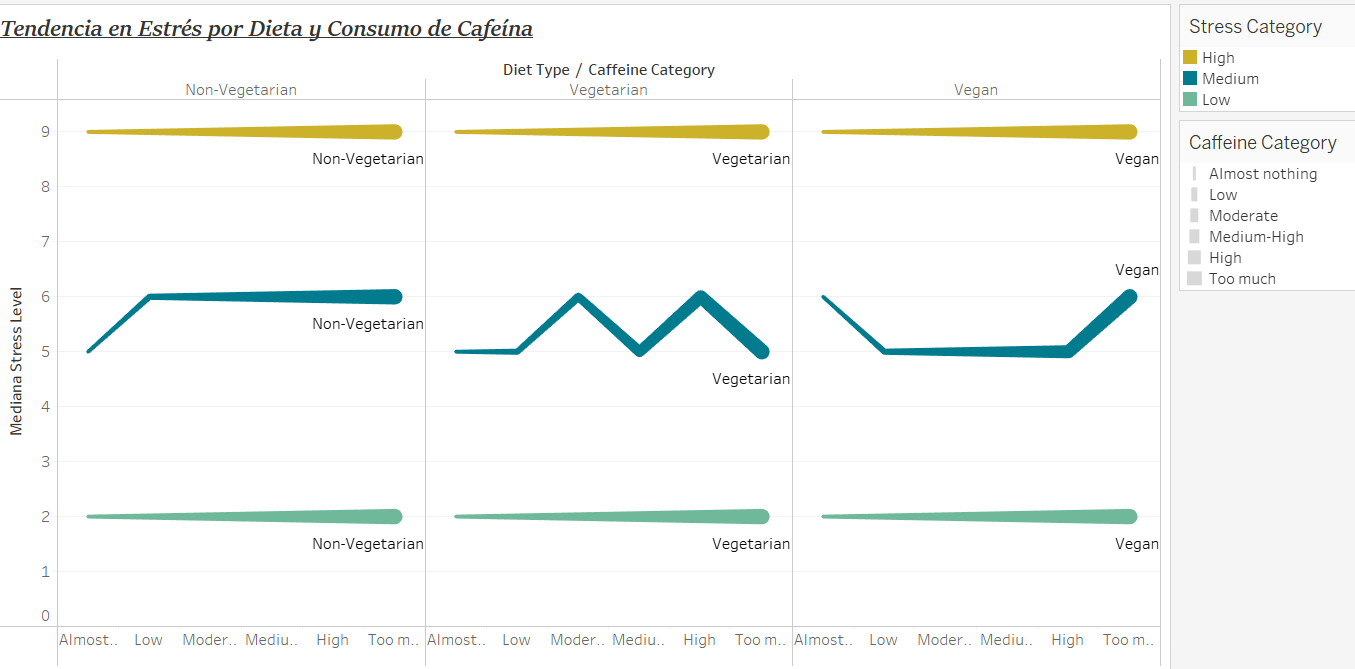 Tendencia en Estrés por Dieta y Consumo de Cafeína
Diet Type / Caffeine Category
Non-Vegetarian Vegetarian Vegan
Mediana Stress Level
9
8
7
6
5
4
3
2
1
0
Non-Vegetarian Vegetarian Vegan
Vegan
Non-Vegetarian
Vegetarian
Non-Vegetarian Vegetarian Vegan
Almost.. Low Moder.. Mediu.. High Too m.. Almost.. Low Moder.. Mediu.. High Too m.. Almost.. Low Moder.. Mediu.. High Too m..
Stress Category
High
Medium
Low
Caffeine Category
Almost nothing
Low
Moderate
Medium-High
High
Too much